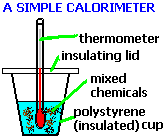 A SIMPLE CALORIMETER
thermometer
insulating lid
mixed
chemicals
polystyrene
(insulated) cup